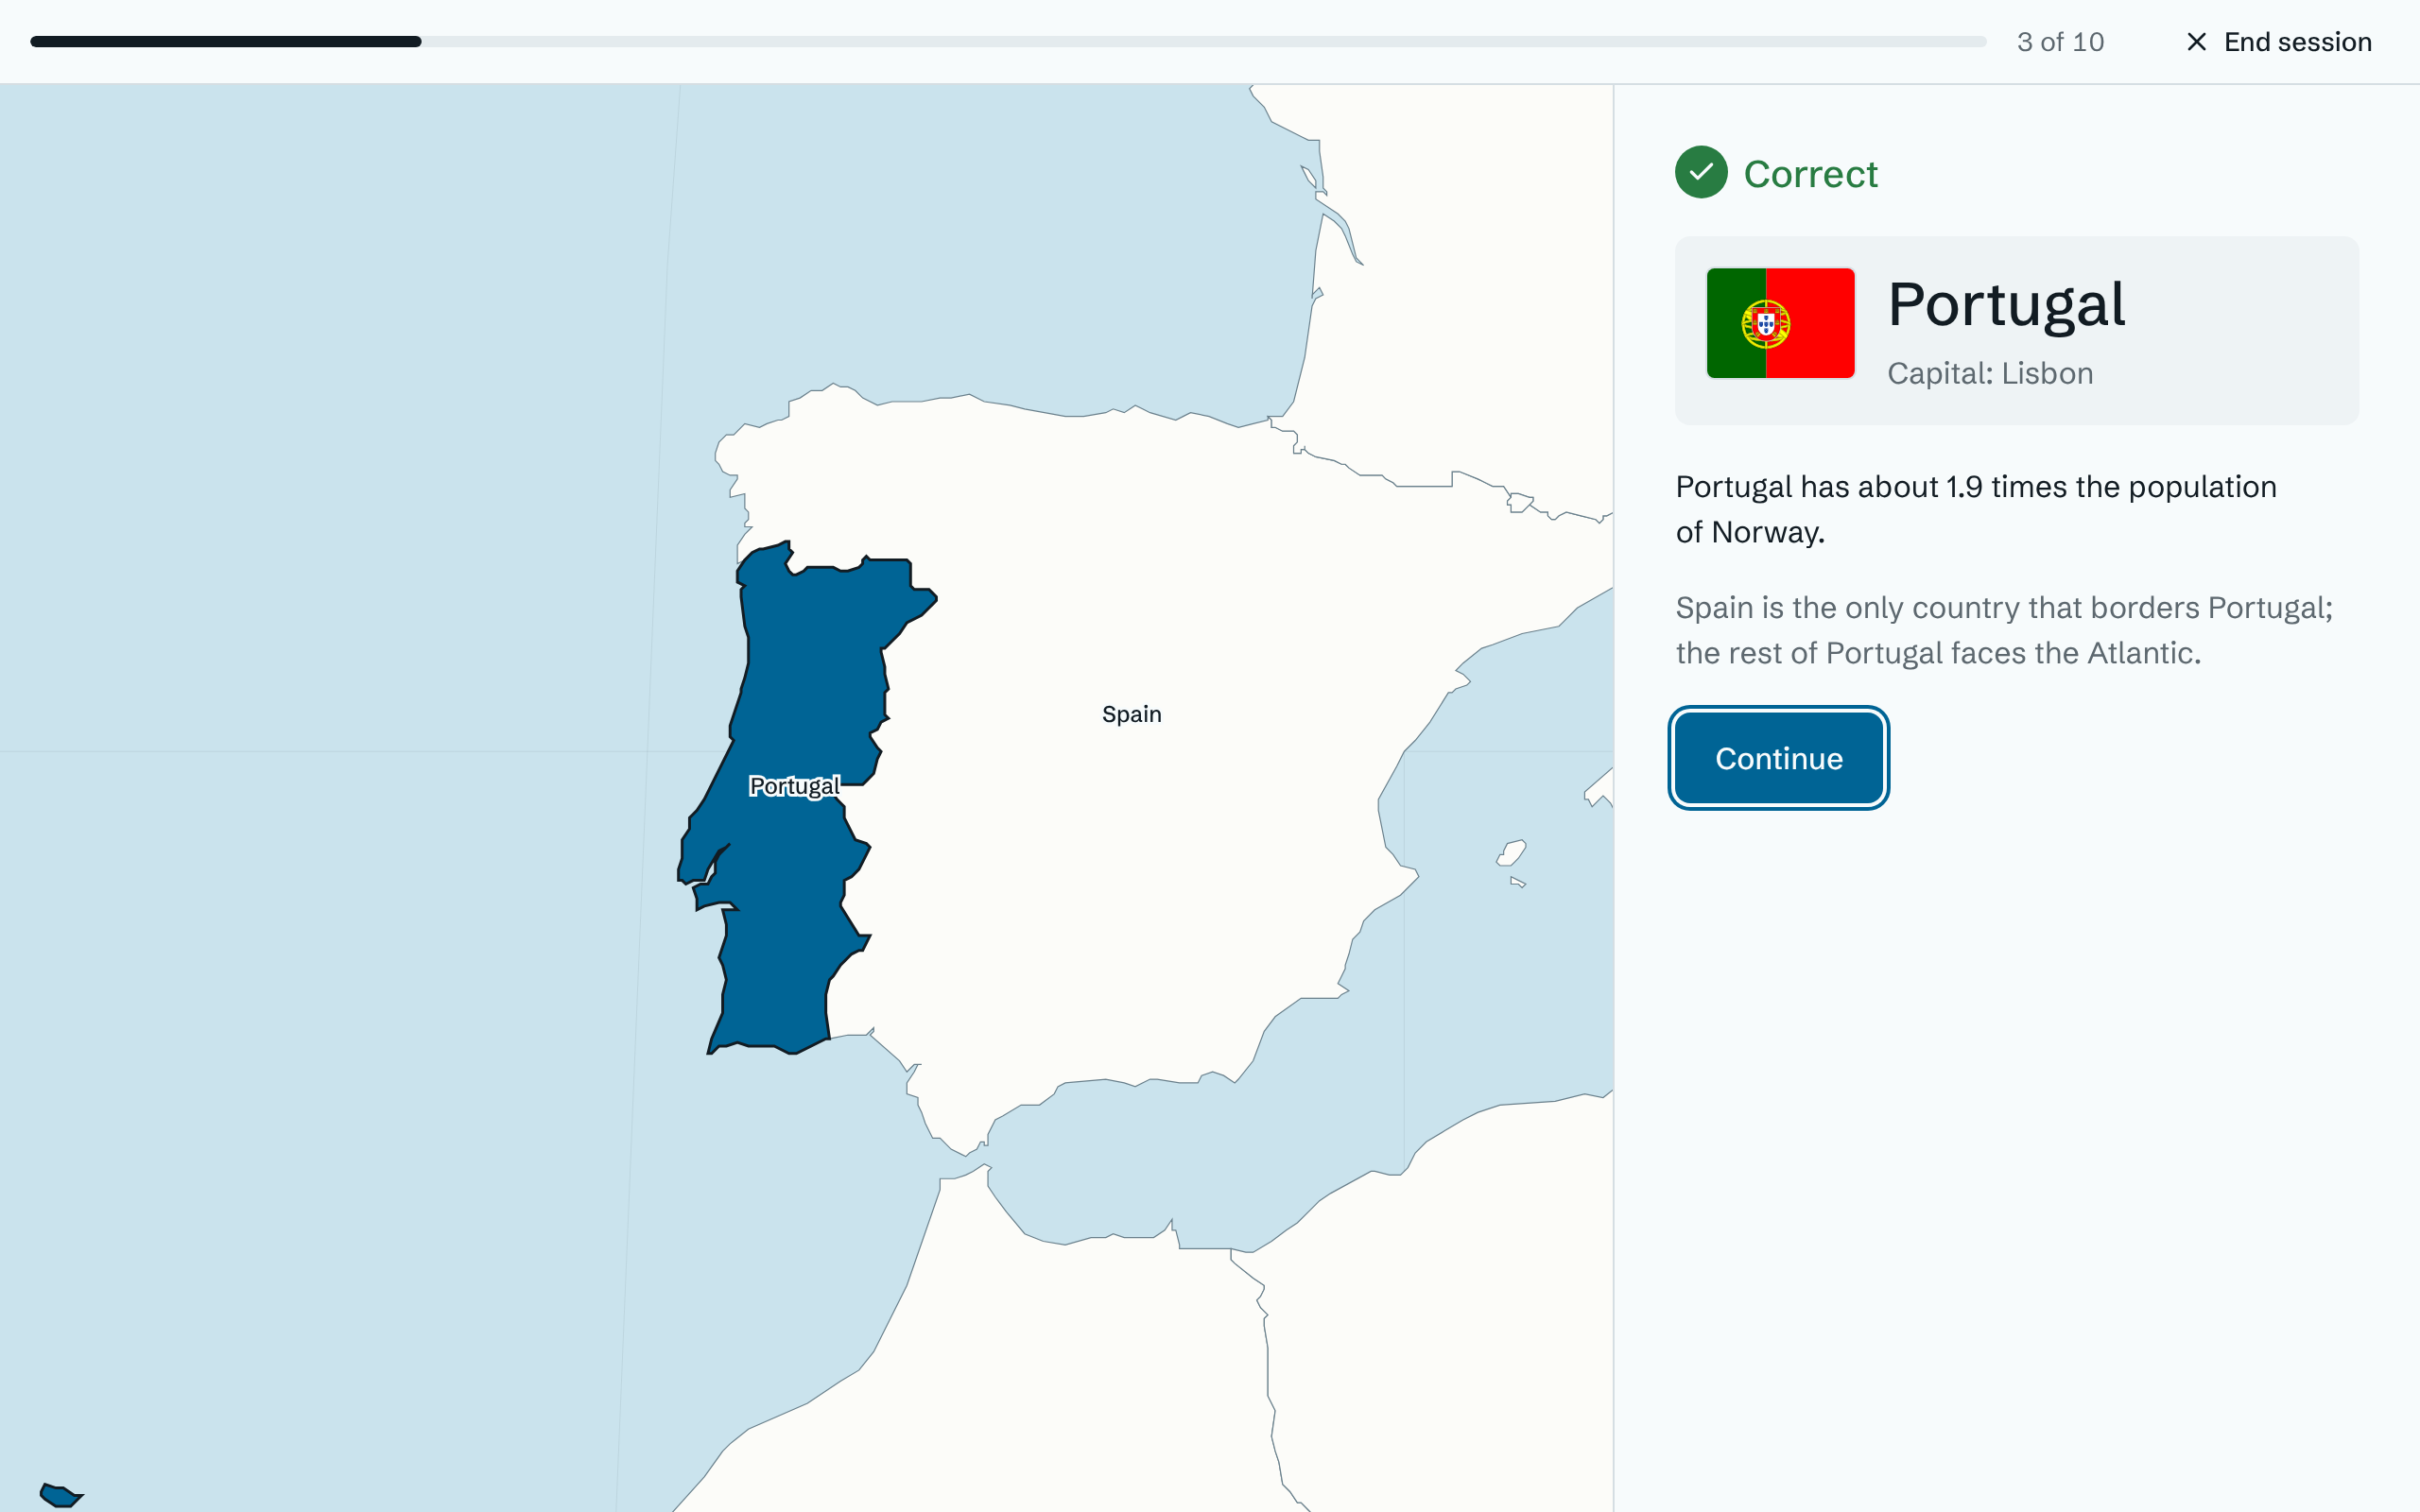 3 of 10
End session
Correct
Portugal
Capital: Lisbon
Portugal has about 1.9 times the population
of Norway.
Spain is the only country that borders Portugal;
the rest of Portugal faces the Atlantic.
Continue
Spain
Portugal